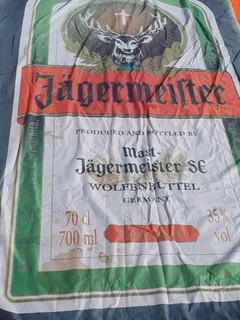 Jägermeister
PRODUCED AND BOTTLED BY
Mast-
Jägermeister SE
WOLFENBÜTTEL
GERMANY
70 cl 35%
700 ml vol